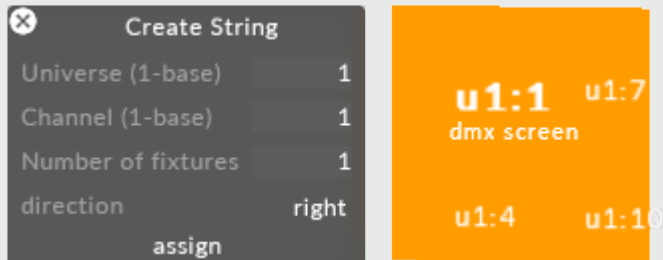 Create String
Universe (1-base) 1
Channel (1-base) 1
Number of fixtures 1
direction right
assign
u1:1 u1:7
dmx screen
u1:4 u1:10